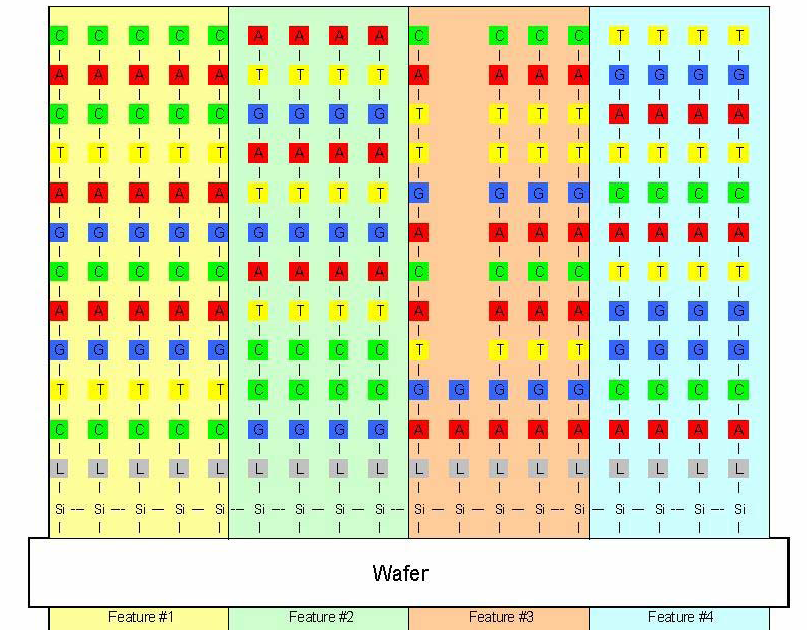 C C C C C A A A A C C C C T T T T
A A A A A T T T T A A A A G G G G
C C C C C G G G G T T T T A A A A
T T T T T A A A A T T T T T T T T
A A A A A T T T T G G G G C C C C
G G G G G G G G G A A A A A A A A
C C C C C A A A A C C C C T T T T
A A A A A T T T T A A A A G G G G
G G G G G C C C C T T T T G G G G
T T T T T C C C C G G G G G C C C C
C C C C C G G G G A A A A A A A A A
L L L L L L L L L L L L L L L L L L
Si Si Si Si Si Si Si Si Si Si Si Si Si Si Si Si Si Si
Wafer
Feature #1 Feature #2 Feature #3 Feature #4